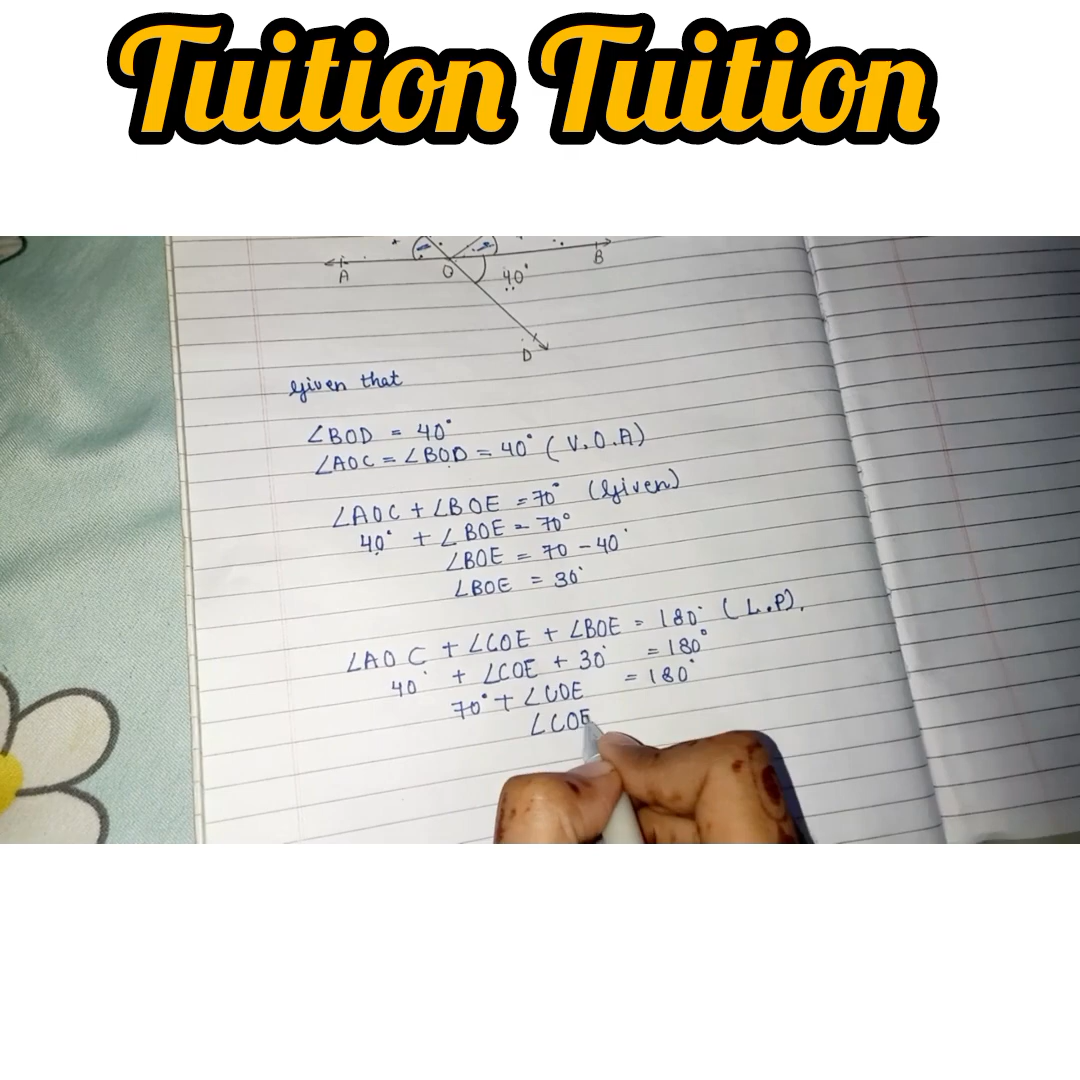 Tuition Tuition
A O 40° B
D
Given that
∠BOD = 40°
∠AOC = ∠BOD = 40° (V.O.A)
∠AOC + ∠BOE = 70° (Given)
40° + ∠BOE = 70°
∠BOE = 70 - 40°
∠BOE = 30°
∠AOC + ∠COE + ∠BOE = 180° (L.P).
40° + ∠COE + 30° = 180°
70° + ∠COE = 180°
∠COE